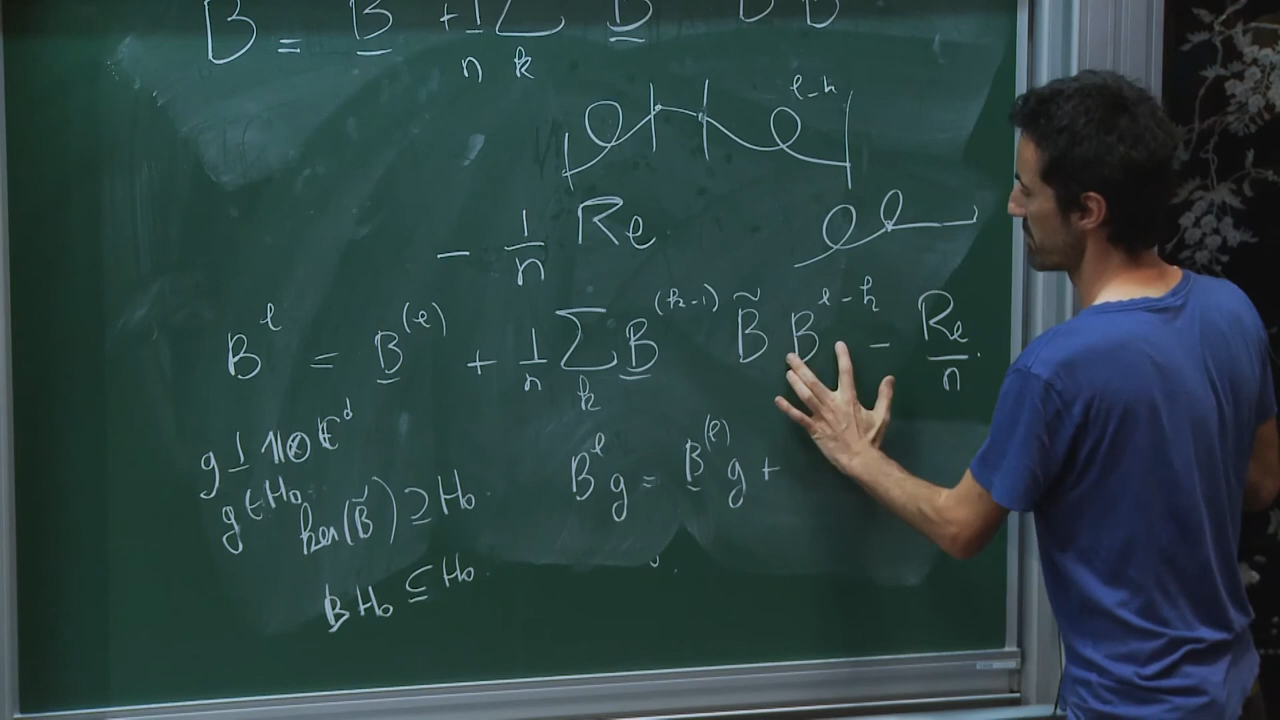 B = B + 1/n Σ_k B
l-k
- 1/n Re
B^l = B^(l) + 1/n Σ_k B^(k-1) B̃ B^l-k - Re/n.
g ⊥ 1⊗C^d
g ∈ H₀
B^l g = B^(l) g +
ker(B̃) ⊇ H₀.
B H₀ ⊆ H₀.